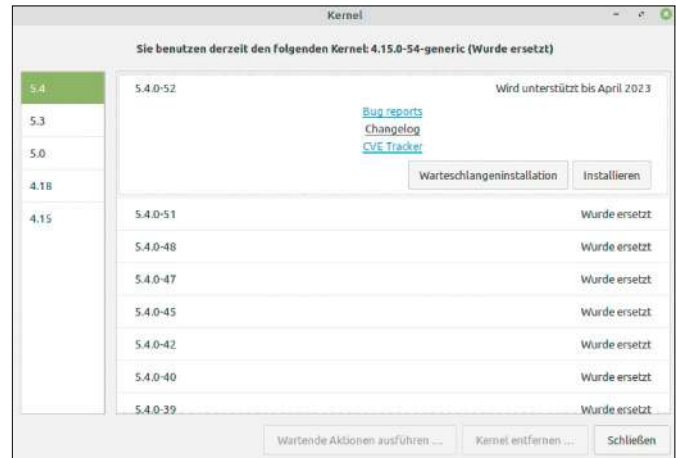 Kernel
Sie benutzen derzeit den folgenden Kernel: 4.15.0-54-generic (Wurde ersetzt)
5.4
5.3
5.0
4.18
4.15
5.4.0-52 Wird unterstützt bis April 2023
Bug reports
Changelog
CVE Tracker
Warteschlangeninstallation Installieren
5.4.0-51 Wurde ersetzt
5.4.0-48 Wurde ersetzt
5.4.0-47 Wurde ersetzt
5.4.0-45 Wurde ersetzt
5.4.0-42 Wurde ersetzt
5.4.0-40 Wurde ersetzt
5.4.0-39 Wurde ersetzt
Wartende Aktionen ausführen ... Kernel entfernen ... Schließen